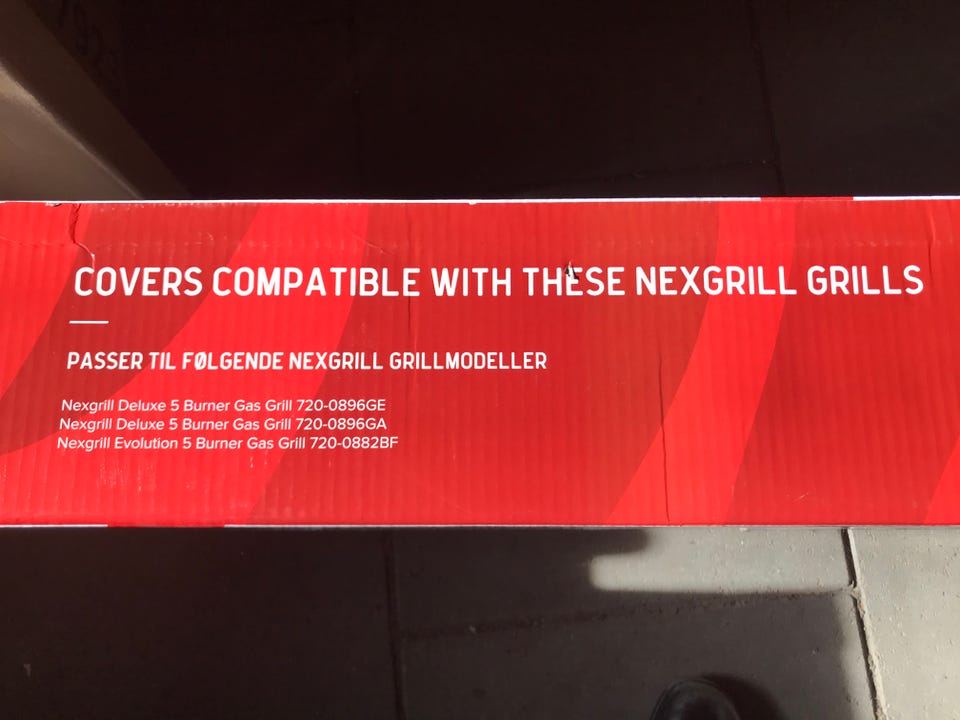 COVERS COMPATIBLE WITH THESE NEXGRILL GRILLS
PASSER TIL FØLGENDE NEXGRILL GRILLMODELLER
Nexgrill Deluxe 5 Burner Gas Grill 720-0896GE
Nexgrill Deluxe 5 Burner Gas Grill 720-0896GA
Nexgrill Evolution 5 Burner Gas Grill 720-0882BF